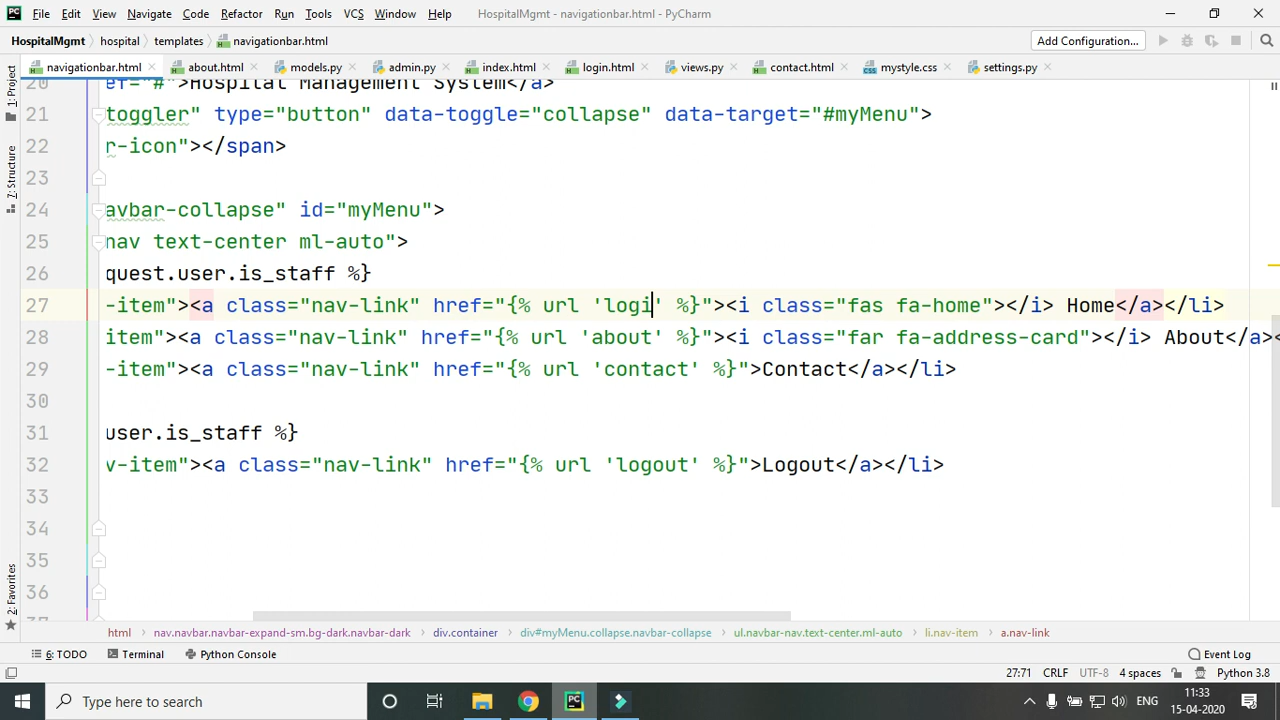 File Edit View Navigate Code Refactor Run Tools VCS Window Help HospitalMgmt - navigationbar.html - PyCharm
HospitalMgmt hospital templates navigationbar.html Add Configuration...
navigationbar.html about.html models.py admin.py index.html login.html views.py contact.html mystyle.css settings.py
1: Project
7: Structure
2: Favorites
20 ef="#">Hospital Management System</a>
21 toggler" type="button" data-toggle="collapse" data-target="#myMenu">
22 r-icon"></span>
23
24 avbar-collapse" id="myMenu">
25 nav text-center ml-auto">
26 quest.user.is_staff %}
27 -item"><a class="nav-link" href="{% url 'logi' %}"><i class="fas fa-home"></i> Home</a></li>
28 item"><a class="nav-link" href="{% url 'about' %}"><i class="far fa-address-card"></i> About</a><
29 -item"><a class="nav-link" href="{% url 'contact' %}">Contact</a></li>
30
31 user.is_staff %}
32 v-item"><a class="nav-link" href="{% url 'logout' %}">Logout</a></li>
33
34
35
36
html nav.navbar.navbar-expand-sm.bg-dark.navbar-dark div.container div#myMenu.collapse.navbar-collapse ul.navbar-nav.text-center.ml-auto li.nav-item a.nav-link
6: TODO Terminal Python Console Event Log
27:71 CRLF UTF-8 4 spaces Python 3.8
Type here to search PC ENG 11:33
15-04-2020